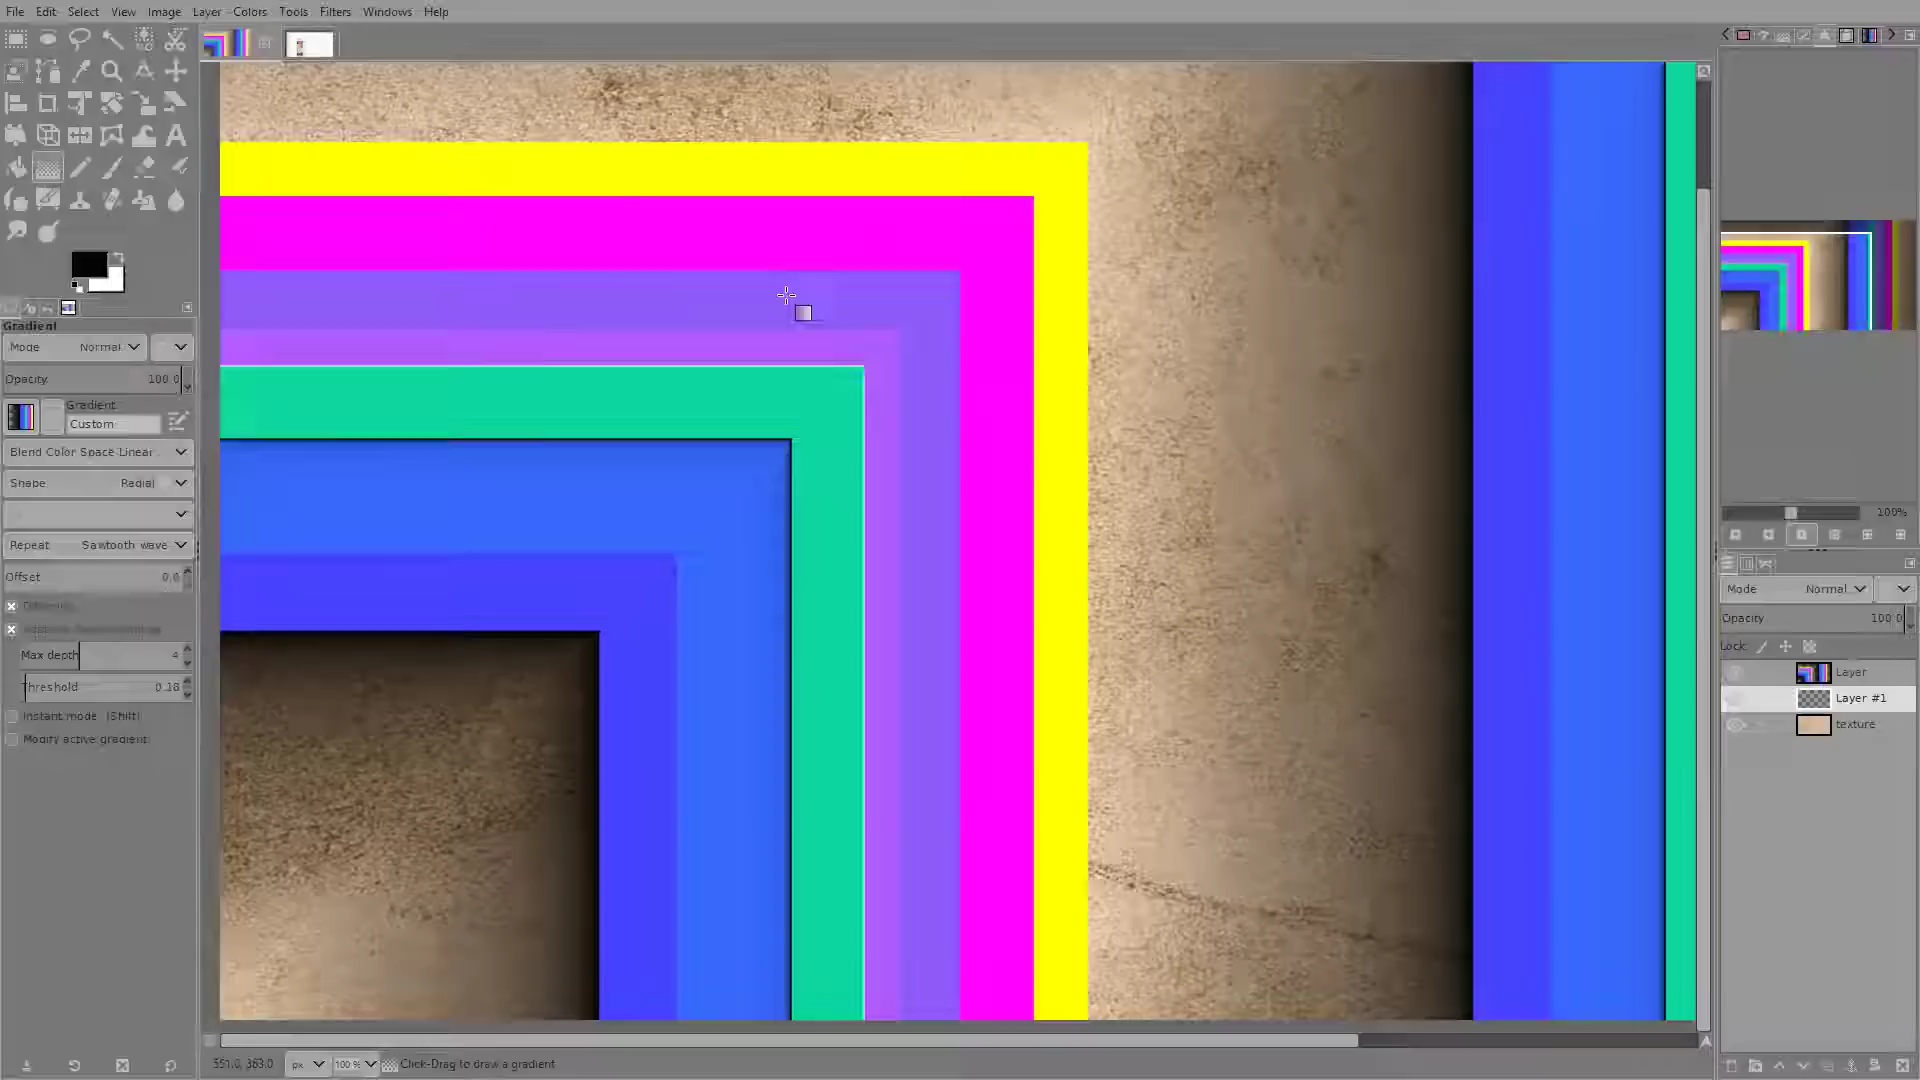 File Edit Select View Image Layer Colors Tools Filters Windows Help
Gradient
Mode Normal
Opacity 100.0
Gradient
Custom
Blend Color Space Linear
Shape Radial
Repeat Sawtooth wave
Offset 0.0
Max depth 4
Threshold 0.18
Instant mode (Shift)
Modify active gradient
100%
Mode Normal
Opacity 100.0
Lock:
Layer
Layer #1
texture
px 100 % Click-Drag to draw a gradient